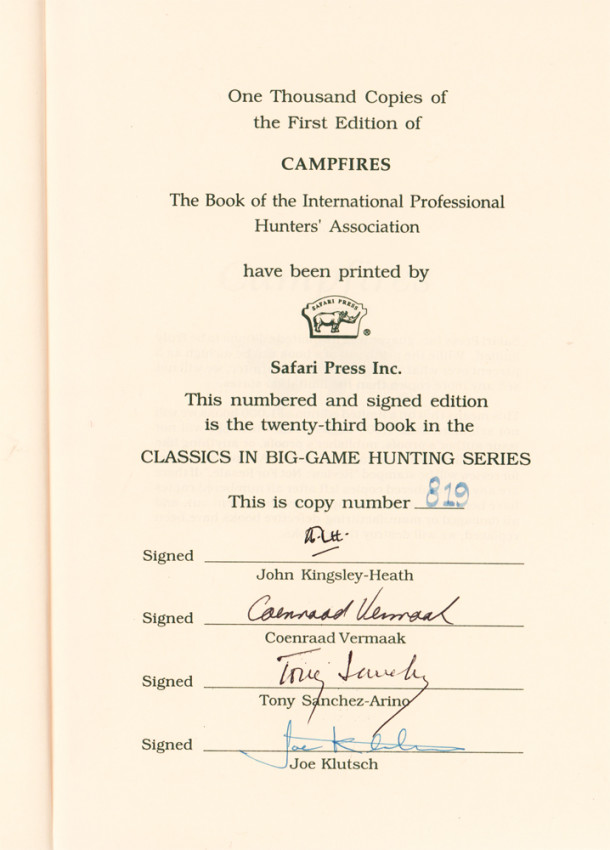 One Thousand Copies of
the First Edition of
CAMPFIRES
The Book of the International Professional
Hunters' Association
have been printed by
SAFARI PRESS ®
Safari Press Inc.
This numbered and signed edition
is the twenty-third book in the
CLASSICS IN BIG-GAME HUNTING SERIES
This is copy number 819
Signed
John Kingsley-Heath
Signed Coenraad Vermaak
Coenraad Vermaak
Signed Tony
Tony Sanchez-Arino
Signed Joe
Joe Klutsch